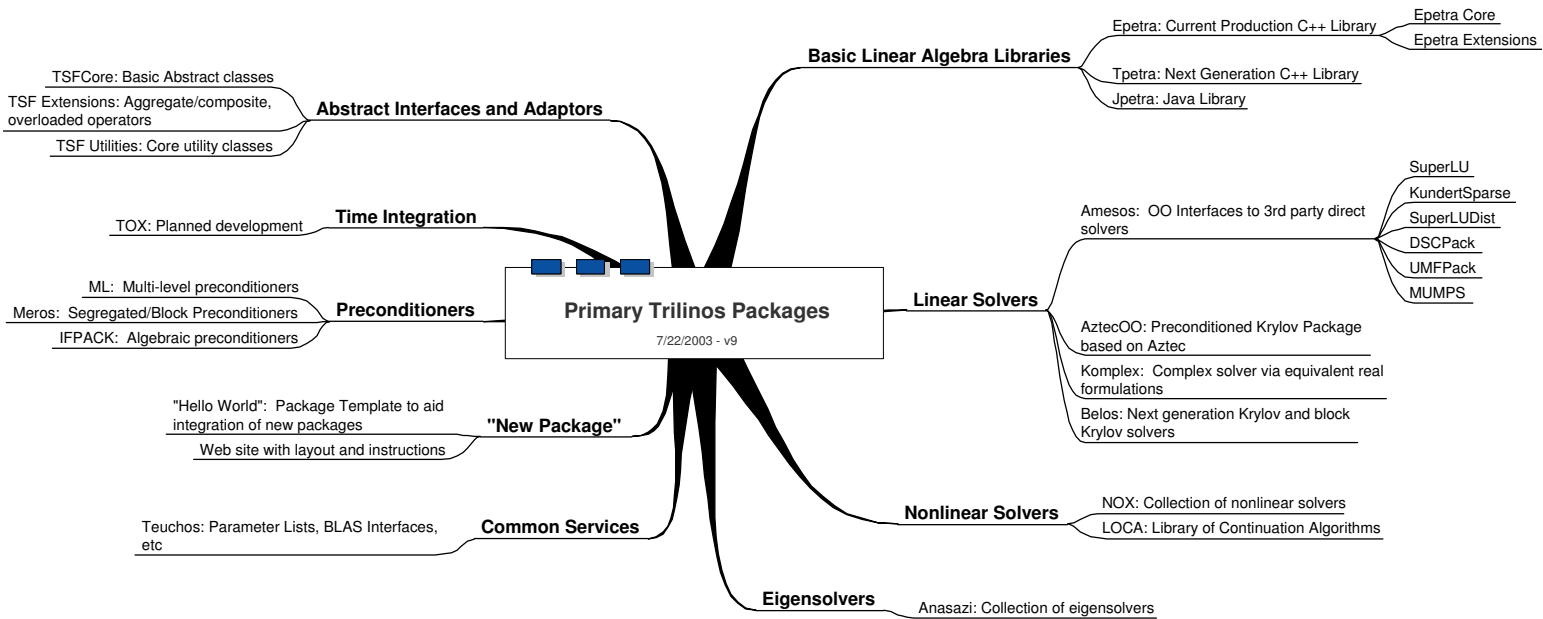 Primary Trilinos Packages
7/22/2003 - v9
Basic Linear Algebra Libraries
Epetra: Current Production C++ Library
Epetra Core
Epetra Extensions
Tpetra: Next Generation C++ Library
Jpetra: Java Library
Linear Solvers
Amesos:  OO Interfaces to 3rd party direct
solvers
SuperLU
KundertSparse
SuperLUDist
DSCPack
UMFPack
MUMPS
AztecOO: Preconditioned Krylov Package
based on Aztec
Komplex:  Complex solver via equivalent real
formulations
Belos: Next generation Krylov and block
Krylov solvers
Nonlinear Solvers
NOX: Collection of nonlinear solvers
LOCA: Library of Continuation Algorithms
Eigensolvers
Anasazi: Collection of eigensolvers
Abstract Interfaces and Adaptors
TSFCore: Basic Abstract classes
TSF Extensions: Aggregate/composite,
overloaded operators
TSF Utilities: Core utility classes
Time Integration
TOX: Planned development
Preconditioners
ML:  Multi-level preconditioners
Meros:  Segregated/Block Preconditioners
IFPACK:  Algebraic preconditioners
"New Package"
"Hello World":  Package Template to aid
integration of new packages
Web site with layout and instructions
Common Services
Teuchos: Parameter Lists, BLAS Interfaces,
etc